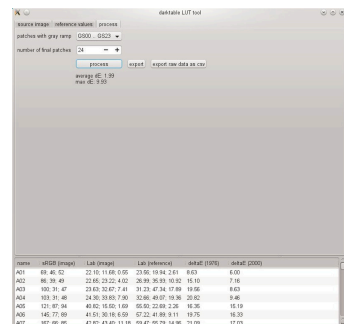 darktable LUT tool
source image reference values process
patches with gray ramp GS00 ... GS23
number of final patches 24 - +
process export export raw data as csv
average dE: 1.99
max dE: 9.93
name sRGB (image) Lab (image) Lab (reference) deltaE (1976) deltaE (2000)
A01 69; 46; 52 22.10; 11.68; 0.55 23.56; 19.94; 2.61 8.63 6.00
A02 86; 39; 49 22.65; 23.22; 4.02 26.99; 35.93; 10.92 15.10 7.16
A03 100; 31; 47 23.63; 32.67; 7.41 31.23; 47.34; 17.89 19.56 8.63
A04 103; 31; 48 24.30; 33.83; 7.90 32.66; 49.07; 19.36 20.82 9.46
A05 121; 87; 94 40.82; 15.50; 1.69 55.50; 22.69; 2.26 16.35 15.19
A06 145; 77; 89 41.51; 30.16; 6.59 57.22; 41.89; 9.11 19.75 16.33
A07